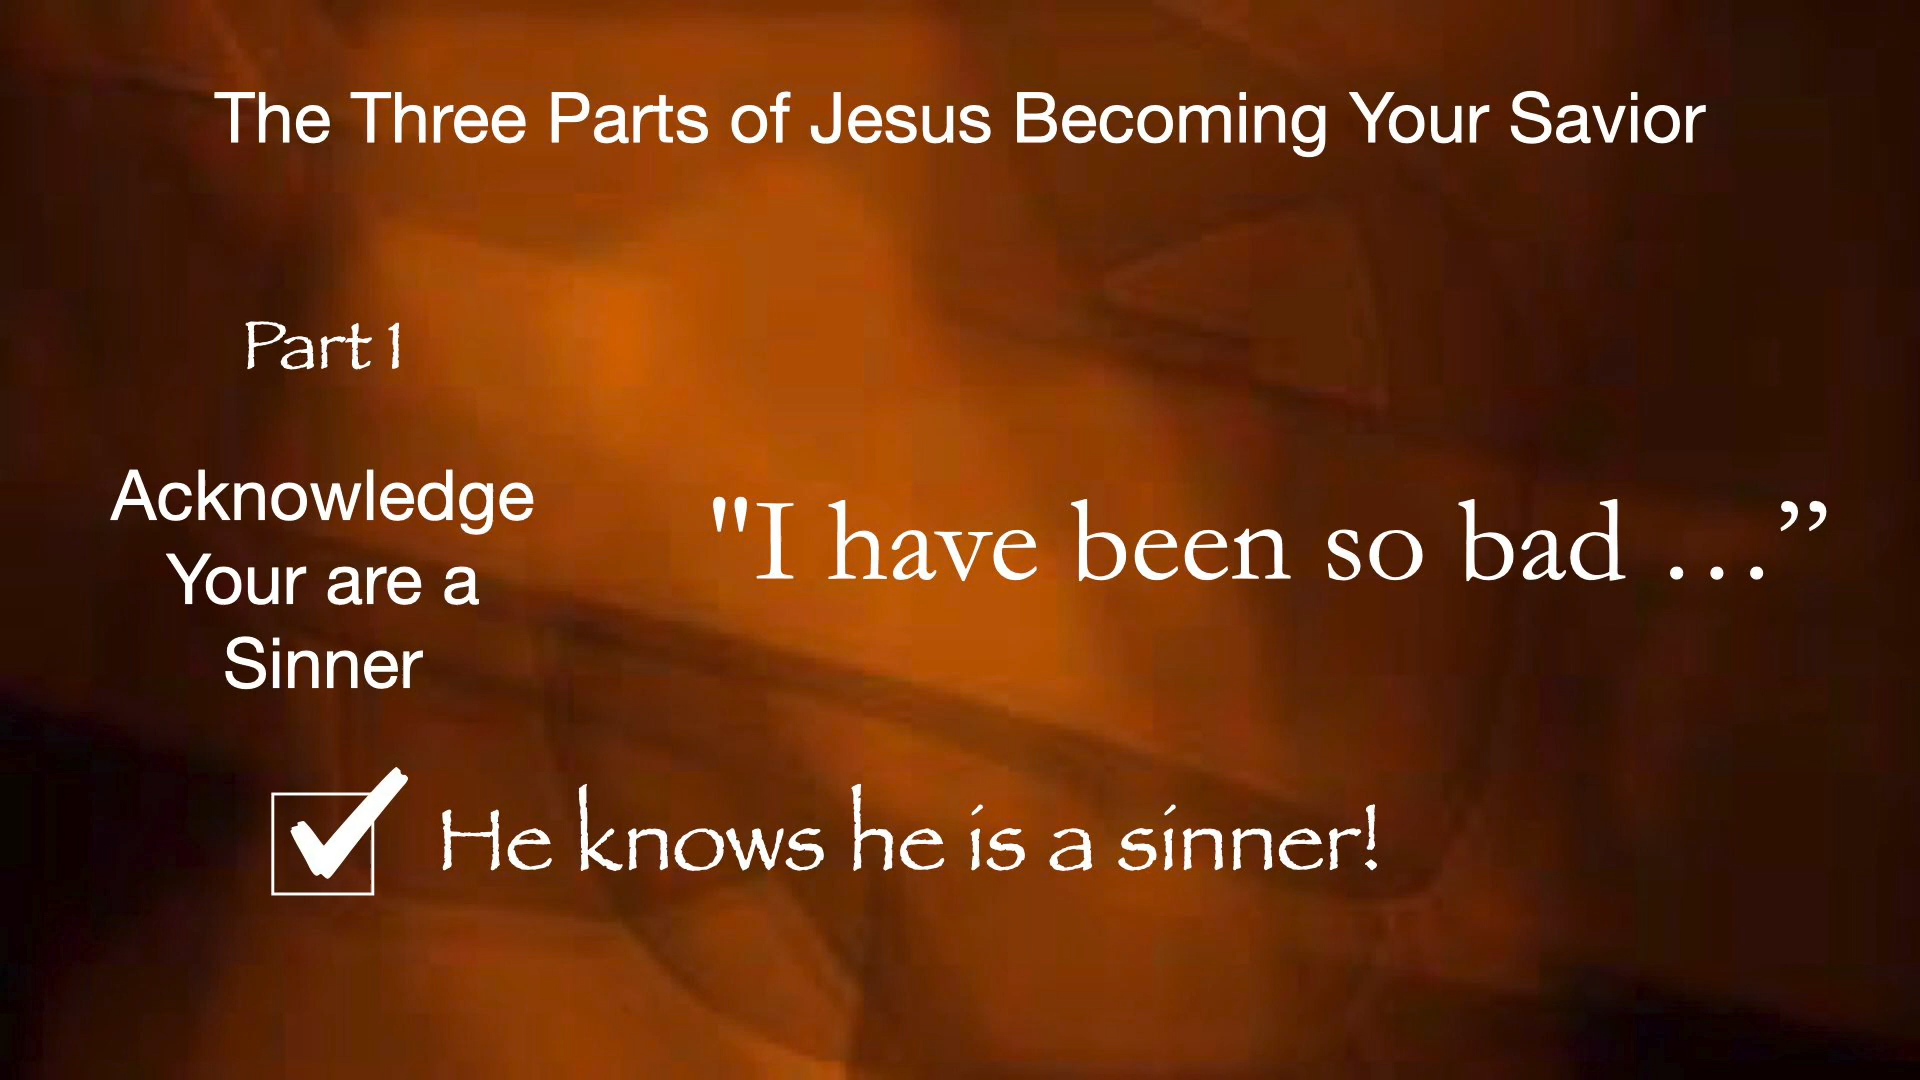 The Three Parts of Jesus Becoming Your Savior
Part 1
Acknowledge
Your are a
Sinner
"I have been so bad …”
He knows he is a sinner!